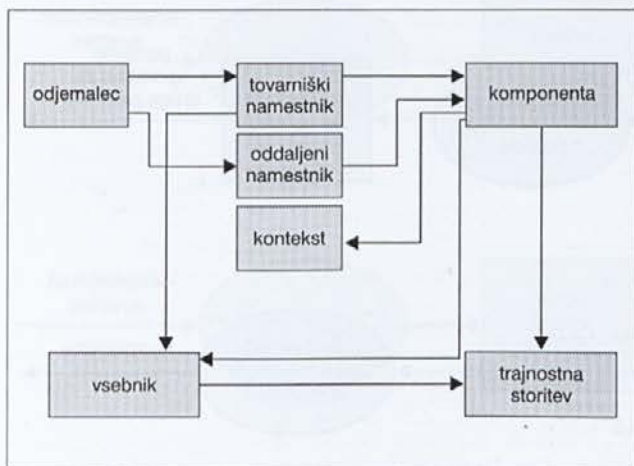 odjemalec
tovarniški
namestnik
komponenta
oddaljeni
namestnik
kontekst
vsebnik
trajnostna
storitev